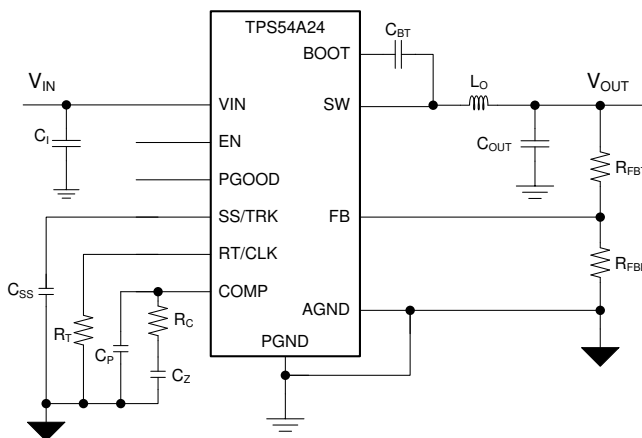 TPS54A24
BOOT
C_BT
V_IN
L_O
V_OUT
VIN
SW
C_I
EN
C_OUT
R_FBT
PGOOD
SS/TRK
FB
RT/CLK
R_FBB
C_SS
COMP
R_T
R_C
AGND
C_P
PGND
C_Z